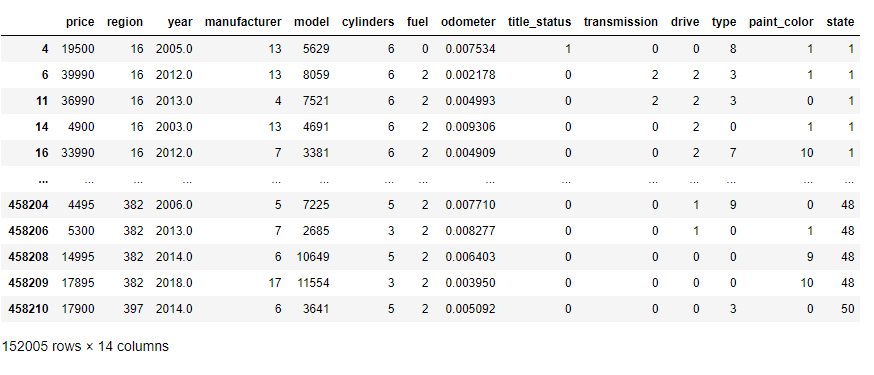 price region year manufacturer model cylinders fuel odometer title_status transmission drive type paint_color state
4 19500 16 2005.0 13 5629 6 0 0.007534 1 0 0 8 1 1
6 39990 16 2012.0 13 8059 6 2 0.002178 0 2 2 3 1 1
11 36990 16 2013.0 4 7521 6 2 0.004993 0 2 2 3 0 1
14 4900 16 2003.0 13 4691 6 2 0.009306 0 0 2 0 1 1
16 33990 16 2012.0 7 3381 6 2 0.004909 0 0 2 7 10 1
... ... ... ... ... ... ... ... ... ... ... ... ... ... ...
458204 4495 382 2006.0 5 7225 5 2 0.007710 0 0 1 9 0 48
458206 5300 382 2013.0 7 2685 3 2 0.008277 0 0 1 0 1 48
458208 14995 382 2014.0 6 10649 5 2 0.006403 0 0 0 0 9 48
458209 17895 382 2018.0 17 11554 3 2 0.003950 0 0 0 0 10 48
458210 17900 397 2014.0 6 3641 5 2 0.005092 0 0 0 3 0 50
152005 rows × 14 columns